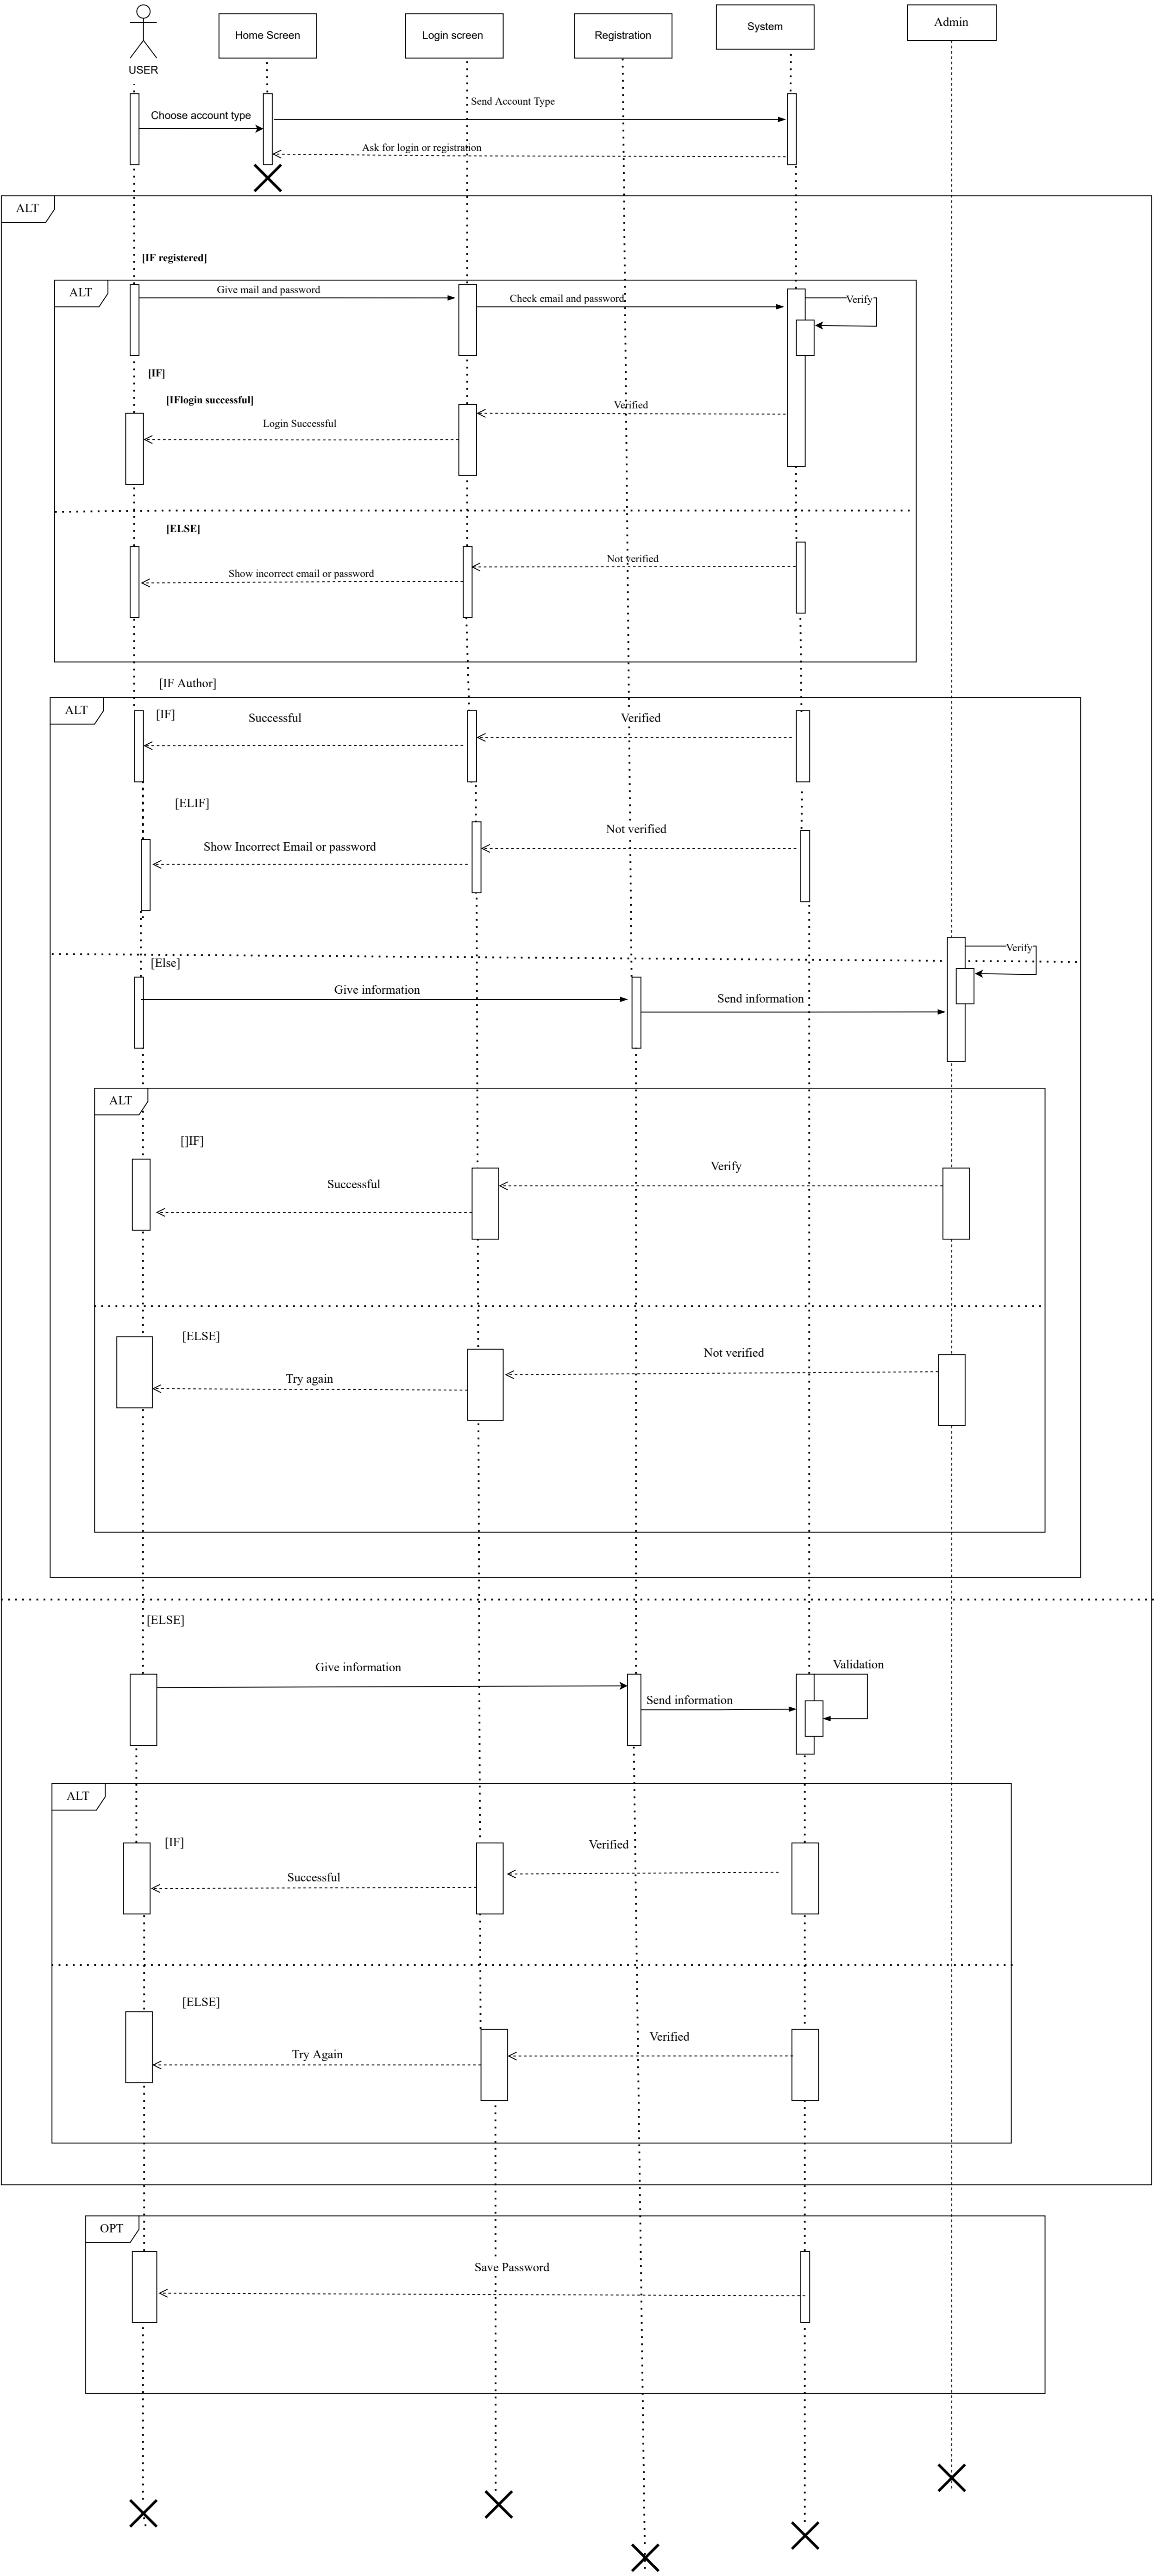 USER
Home Screen
Login screen
Registration
System
Admin
Choose account type
Send Account Type
Ask for login or registration
ALT
[IF registered]
ALT
Give mail and password
Check email and password
Verify
[IF]
[IFlogin successful]
Verified
Login Successful
[ELSE]
Not verified
Show incorrect email or password
[IF Author]
ALT
[IF]
Successful
Verified
[ELIF]
Not verified
Show Incorrect Email or password
Verify
[Else]
Give information
Send information
ALT
[]IF]
Verify
Successful
[ELSE]
Not verified
Try again
[ELSE]
Give information
Validation
Send information
ALT
[IF]
Verified
Successful
[ELSE]
Verified
Try Again
OPT
Save Password